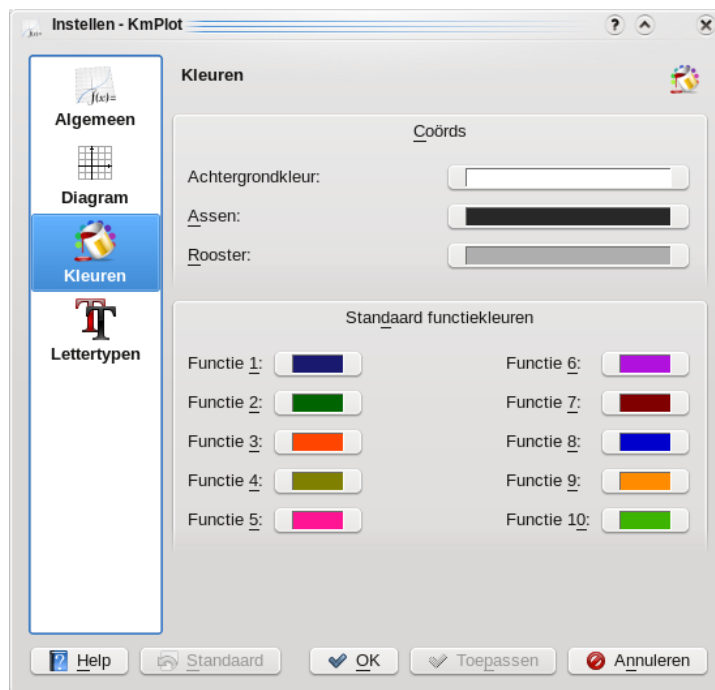 Instellen - KmPlot
Algemeen
Diagram
Kleuren
Lettertypen
Kleuren
Coörds
Achtergrondkleur:
Assen:
Rooster:
Standaard functiekleuren
Functie 1:
Functie 2:
Functie 3:
Functie 4:
Functie 5:
Functie 6:
Functie 7:
Functie 8:
Functie 9:
Functie 10:
Help
Standaard
OK
Toepassen
Annuleren